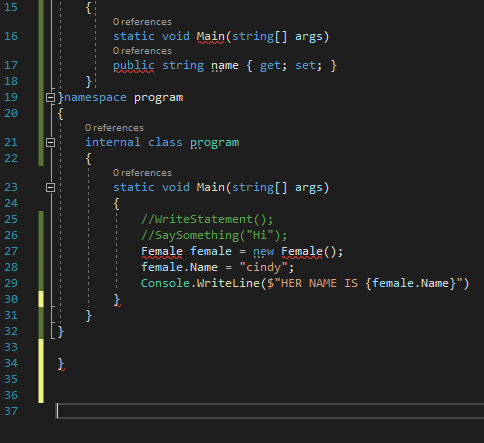 15 {
0 references
16 static void Main(string[] args)
0 references
17 public string name { get; set; }
18 }
19 }namespace program
20 {
0 references
21 internal class program
22 {
0 references
23 static void Main(string[] args)
24 {
25 //WriteStatement();
26 //SaySomething("Hi");
27 Female female = new Female();
28 female.Name = "cindy";
29 Console.WriteLine($"HER NAME IS {female.Name}")
30 }
31 }
32 }
33
34 }
35
36
37